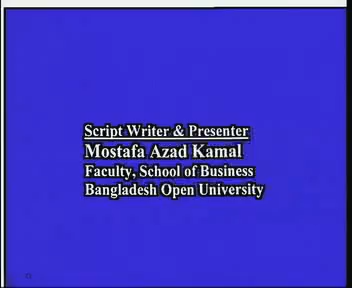 Script Writer & Presenter
Mostafa Azad Kamal
Faculty, School of Business
Bangladesh Open University